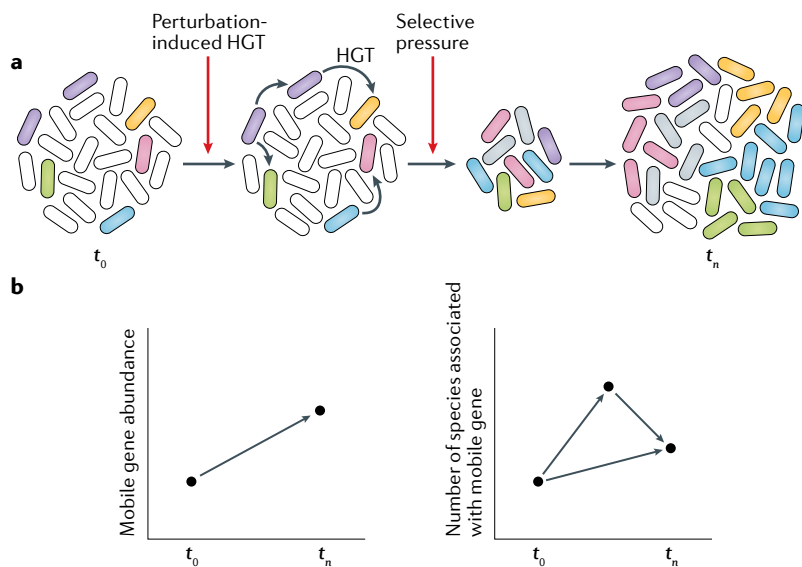 Perturbation-
induced HGT
Selective
pressure
a
HGT
t0
tn
b
Mobile gene abundance
t0
tn
Number of species associated
with mobile gene
t0
tn